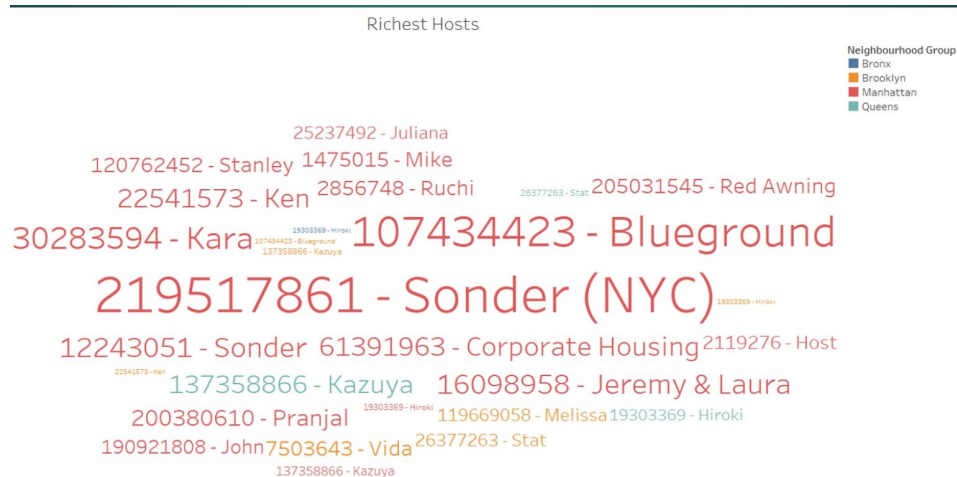 Richest Hosts
Neighbourhood Group
Bronx
Brooklyn
Manhattan
Queens
25237492 - Juliana
120762452 - Stanley
1475015 - Mike
22541573 - Ken
2856748 - Ruchi
26377263 - Stat
205031545 - Red Awning
30283594 - Kara
19303369 - Hiroki
107434423 - Blueground
137358866 - Kazuya
107434423 - Blueground
219517861 - Sonder (NYC)
19303369 - Hiroki
12243051 - Sonder
61391963 - Corporate Housing
2119276 - Host
22541573 - Ken
137358866 - Kazuya
16098958 - Jeremy & Laura
200380610 - Pranjal
19303369 - Hiroki
119669058 - Melissa
19303369 - Hiroki
190921808 - John
7503643 - Vida
26377263 - Stat
137358866 - Kazuya